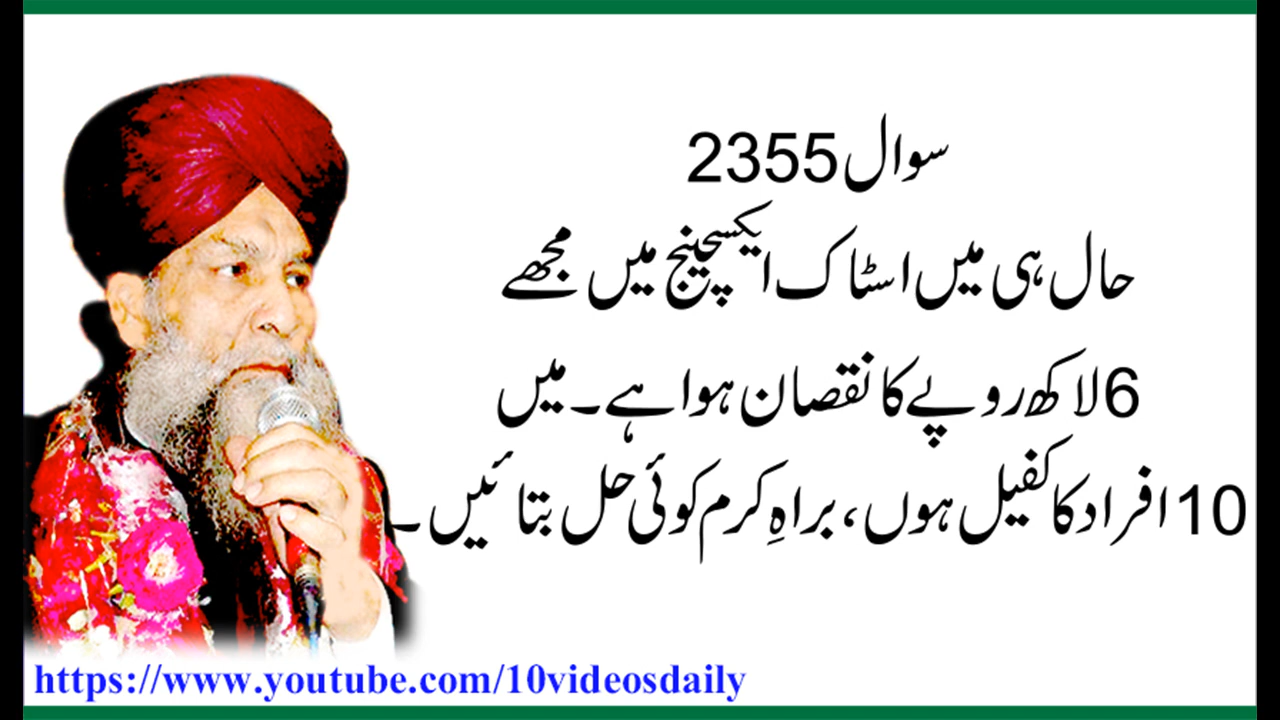 سوال 2355
حال ہی میں اسٹاک ایکسچینج میں مجھے
6 لاکھ روپے کا نقصان ہوا ہے۔ میں
10 افراد کا کفیل ہوں، براہِ کرم کوئی حل بتائیں۔
https://www.youtube.com/10videosdaily